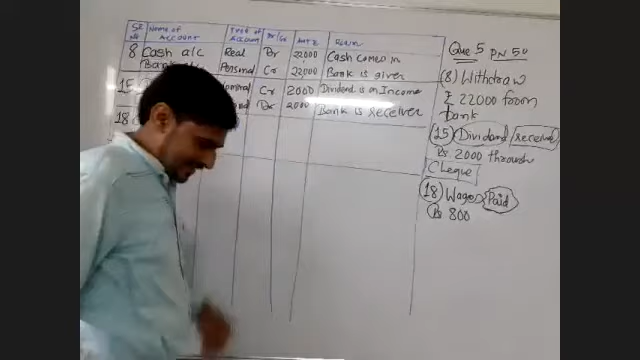 Sr No Name of Account Type of Account Dr/Cr Amt ₹ Reason
8 Cash a/c Real Dr 22000 Cash comes in
Bank Personal Cr 22000 Bank is giver
15 Cr 2000 Dividend is an Income
Dr 2000 Bank is receiver
18
Que 5 PN 50
(8) Withdraw
₹ 22000 from
bank
(15) Dividend received
Rs 2000 through
Cheque
(18) Wages Paid
Rs 800